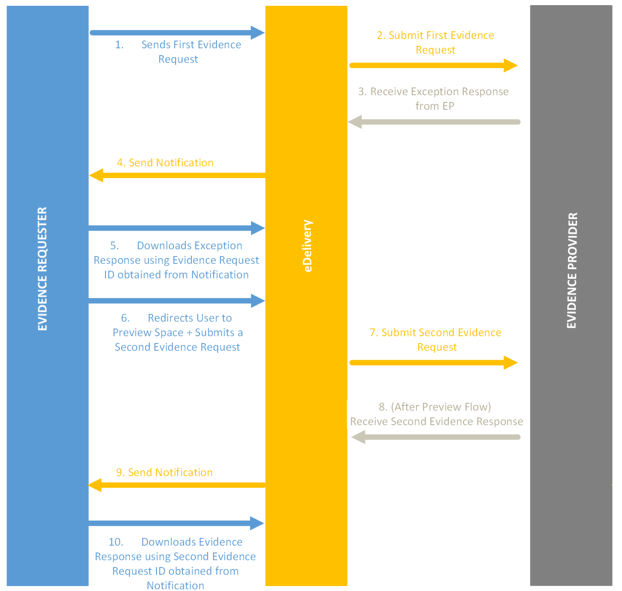 1. Sends First Evidence
Request
2. Submit First Evidence
Request
3. Receive Exception Response
from EP
4. Send Notification
EVIDENCE REQUESTER
eDelivery
EVIDENCE PROVIDER
5. Downloads Exception
Response using Evidence Request
ID obtained from Notification
6. Redirects User to
Preview Space + Submits a
Second Evidence Request
7. Submit Second Evidence
Request
8. (After Preview Flow)
Receive Second Evidence Response
9. Send Notification
10. Downloads Evidence
Response using Second Evidence
Request ID obtained from
Notification